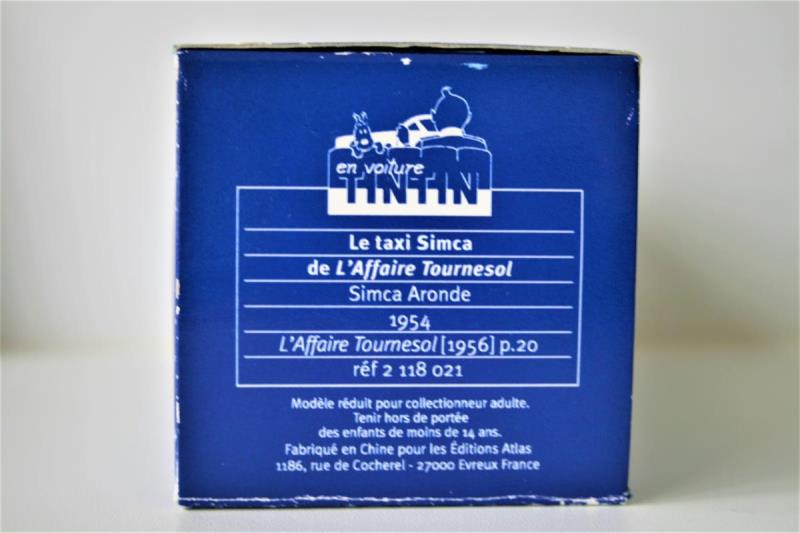 en voiture
TINTIN
Le taxi Simca
de L'Affaire Tournesol
Simca Aronde
1954
L'Affaire Tournesol [1956] p.20
réf 2 118 021
Modèle réduit pour collectionneur adulte.
Tenir hors de portée
des enfants de moins de 14 ans.
Fabriqué en Chine pour les Éditions Atlas
1186, rue de Cocherel - 27000 Evreux France